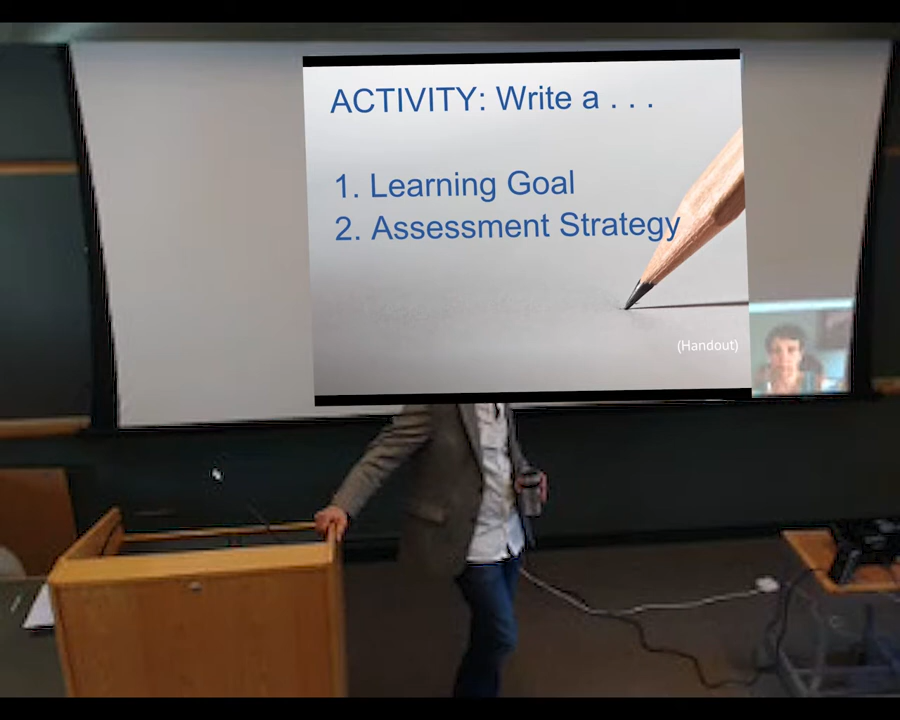 ACTIVITY: Write a . . .
1. Learning Goal
2. Assessment Strategy
(Handout)